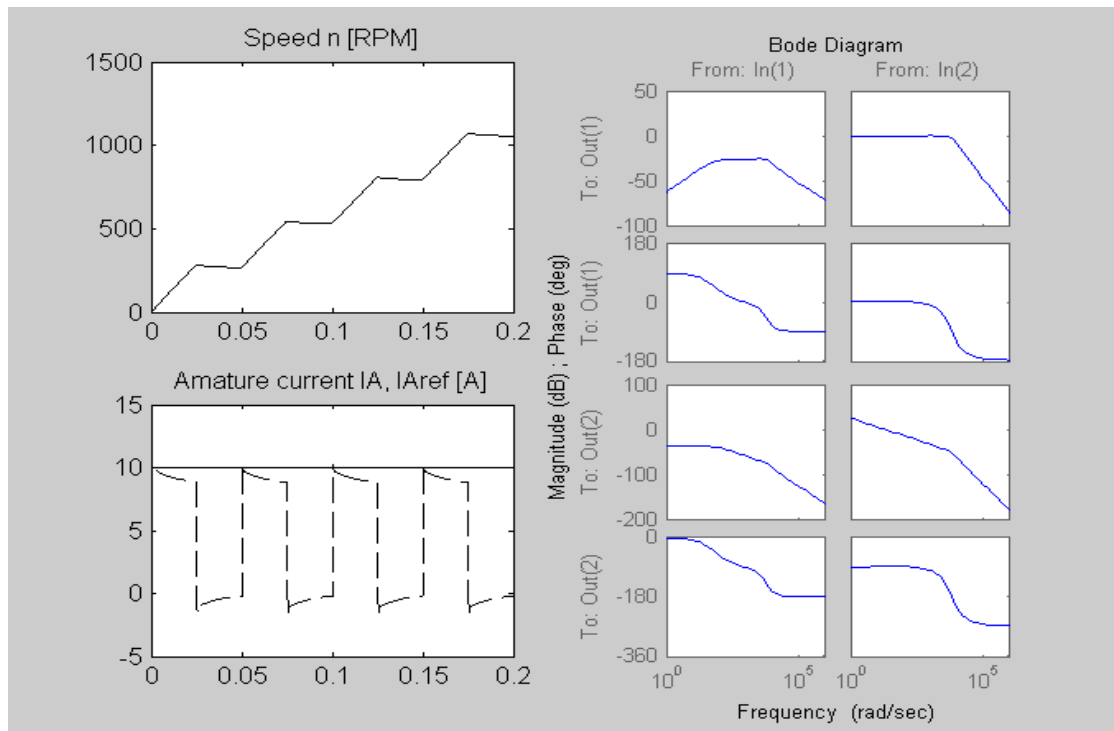 Speed n [RPM]
1500
1000
500
0
0 0.05 0.1 0.15 0.2
Amature current IA, IAref [A]
15
10
5
0
-5
0 0.05 0.1 0.15 0.2
Bode Diagram
From: In(1) From: In(2)
Magnitude (dB) ; Phase (deg)
To: Out(1)
50
0
-50
-100
To: Out(1)
180
0
-180
To: Out(2)
100
0
-100
-200
To: Out(2)
0
-180
-360
10^0 10^5 10^0 10^5
Frequency (rad/sec)